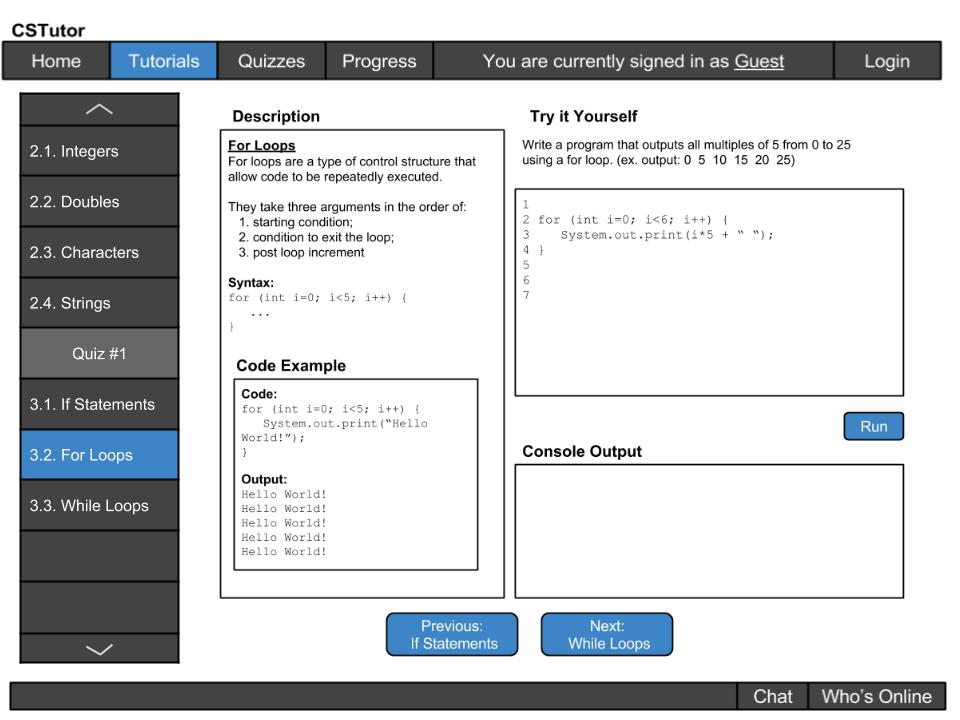 CSTutor
Home Tutorials Quizzes Progress You are currently signed in as Guest Login
2.1. Integers
2.2. Doubles
2.3. Characters
2.4. Strings
Quiz #1
3.1. If Statements
3.2. For Loops
3.3. While Loops
Description
For Loops
For loops are a type of control structure that
allow code to be repeatedly executed.
They take three arguments in the order of:
1. starting condition;
2. condition to exit the loop;
3. post loop increment
Syntax:
for (int i=0; i<5; i++) {
...
}
Code Example
Code:
for (int i=0; i<5; i++) {
System.out.print(“Hello
World!”);
}
Output:
Hello World!
Hello World!
Hello World!
Hello World!
Hello World!
Try it Yourself
Write a program that outputs all multiples of 5 from 0 to 25
using a for loop. (ex. output: 0 5 10 15 20 25)
1
2 for (int i=0; i<6; i++) {
3 System.out.print(i*5 + “ “);
4 }
5
6
7
Run
Console Output
Previous:
If Statements
Next:
While Loops
Chat Who's Online